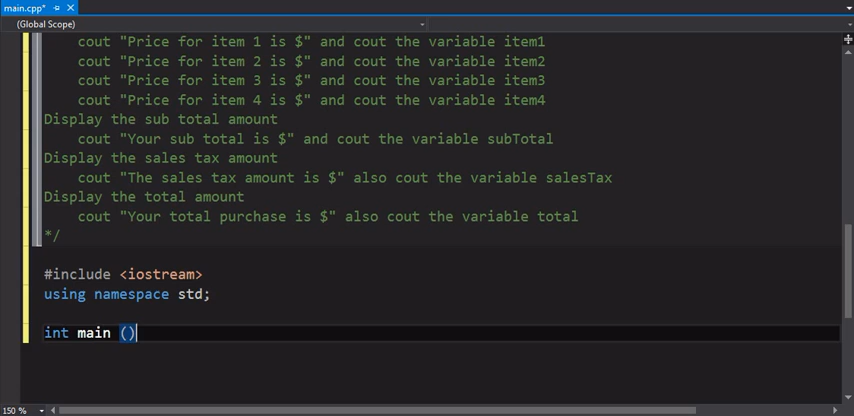 main.cpp*
(Global Scope)
cout "Price for item 1 is $" and cout the variable item1
cout "Price for item 2 is $" and cout the variable item2
cout "Price for item 3 is $" and cout the variable item3
cout "Price for item 4 is $" and cout the variable item4
Display the sub total amount
cout "Your sub total is $" and cout the variable subTotal
Display the sales tax amount
cout "The sales tax amount is $" also cout the variable salesTax
Display the total amount
cout "Your total purchase is $" also cout the variable total
*/
#include <iostream>
using namespace std;
int main ()
150 %